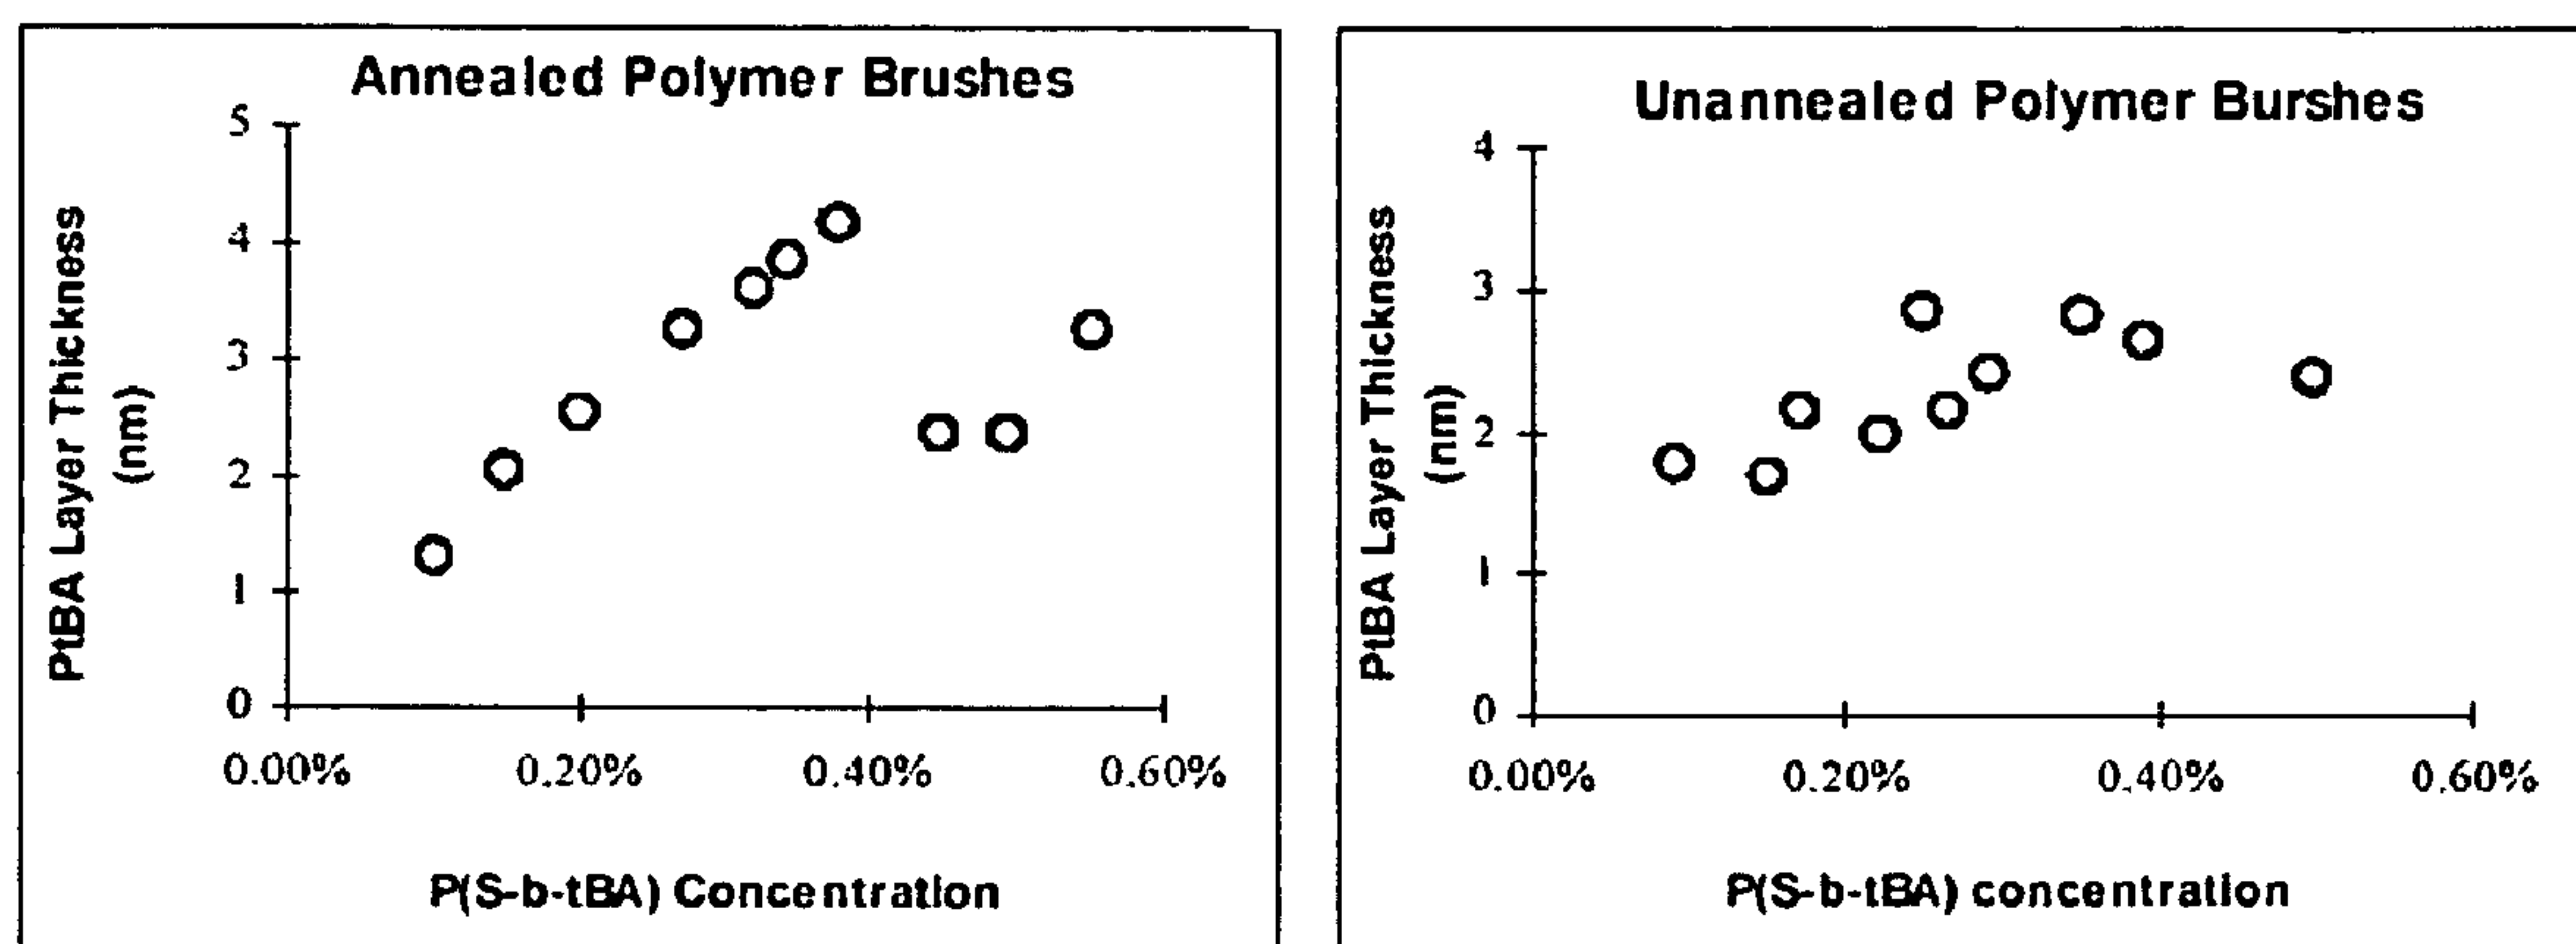 Annealed Polymer Brushes
5
4
3
2
1
0
PtBA Layer Thickness
(nm)
0.00% 0.20% 0.40% 0.60%
P(S-b-tBA) Concentration
Unannealed Polymer Burshes
4
3
2
1
0
PtBA Layer Thickness
(nm)
0.00% 0.20% 0.40% 0.60%
P(S-b-tBA) concentration